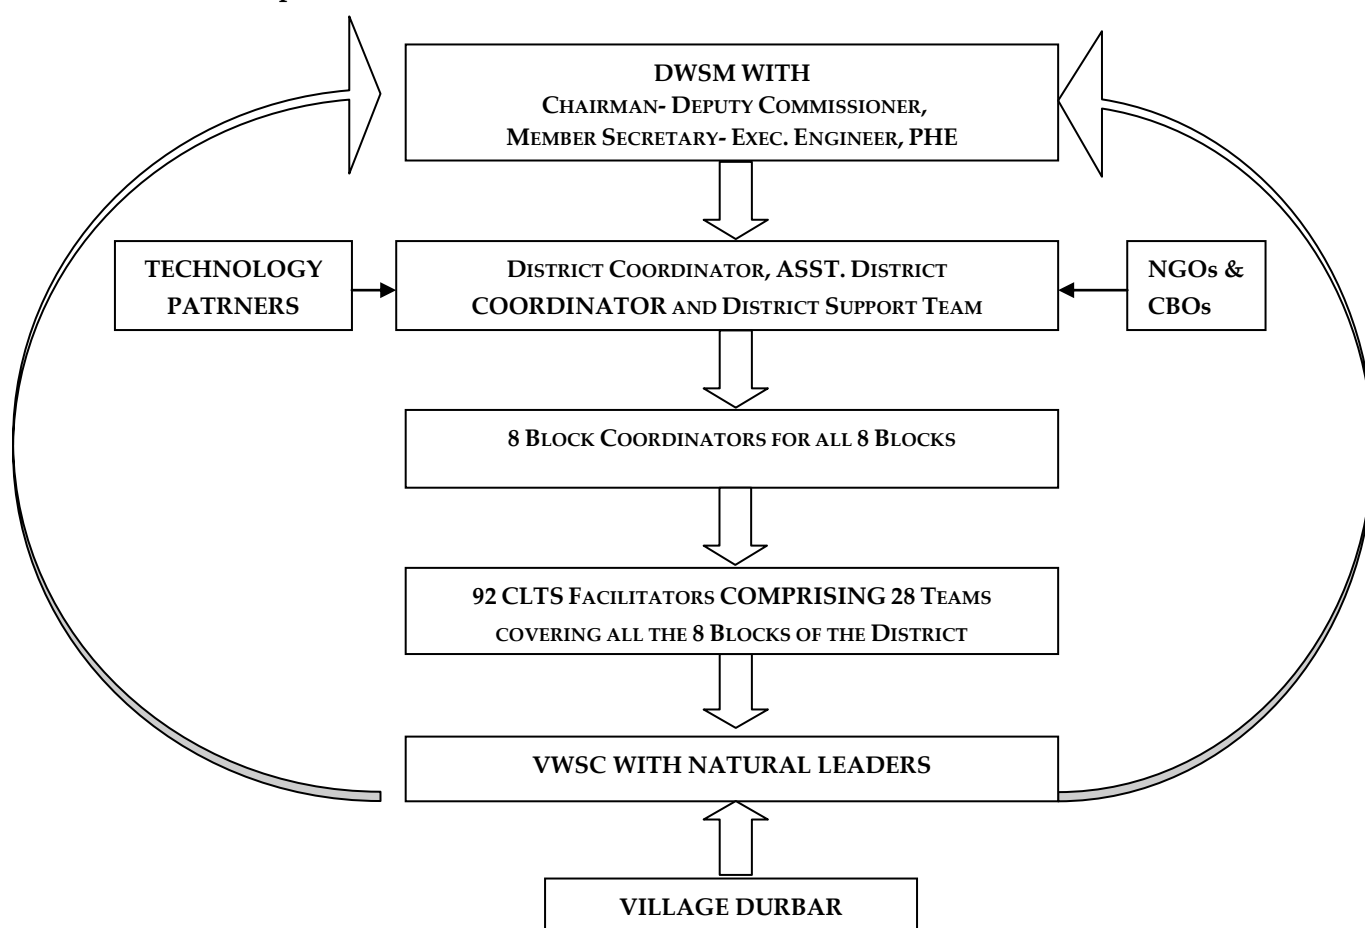 DWSM WITH
CHAIRMAN- DEPUTY COMMISSIONER,
MEMBER SECRETARY- EXEC. ENGINEER, PHE
TECHNOLOGY
PATRNERS
DISTRICT COORDINATOR, ASST. DISTRICT
COORDINATOR AND DISTRICT SUPPORT TEAM
NGOs &
CBOs
8 BLOCK COORDINATORS FOR ALL 8 BLOCKS
92 CLTS FACILITATORS COMPRISING 28 TEAMS
COVERING ALL THE 8 BLOCKS OF THE DISTRICT
VWSC WITH NATURAL LEADERS
VILLAGE DURBAR